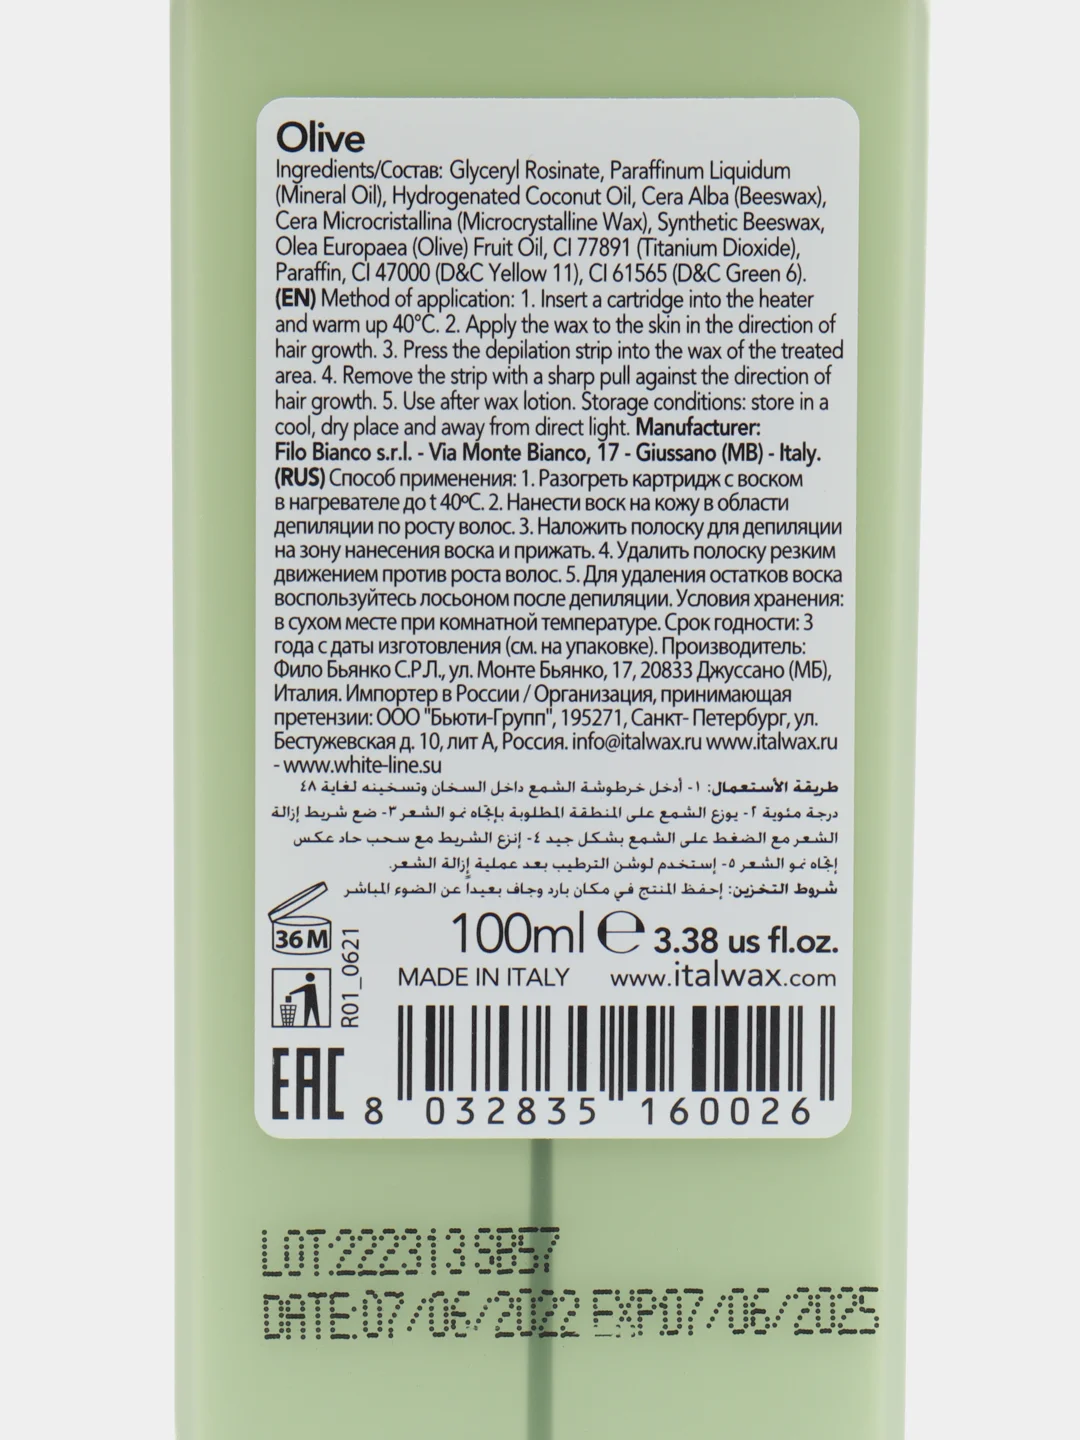 Olive
Ingredients/Состав: Glyceryl Rosinate, Paraffinum Liquidum
(Mineral Oil), Hydrogenated Coconut Oil, Cera Alba (Beeswax),
Cera Microcristallina (Microcrystalline Wax), Synthetic Beeswax,
Olea Europaea (Olive) Fruit Oil, CI 77891 (Titanium Dioxide),
Paraffin, CI 47000 (D&C Yellow 11), CI 61565 (D&C Green 6).
(EN) Method of application: 1. Insert a cartridge into the heater
and warm up 40°C. 2. Apply the wax to the skin in the direction of
hair growth. 3. Press the depilation strip into the wax of the treated
area. 4. Remove the strip with a sharp pull against the direction of
hair growth. 5. Use after wax lotion. Storage conditions: store in a
cool, dry place and away from direct light. Manufacturer:
Filo Bianco s.r.l. - Via Monte Bianco, 17 - Giussano (MB) - Italy.
(RUS) Способ применения: 1. Разогреть картридж с воском
в нагревателе до t 40ºC. 2. Нанести воск на кожу в области
депиляции по росту волос. 3. Наложить полоску для депиляции
на зону нанесения воска и прижать. 4. Удалить полоску резким
движением против роста волос. 5. Для удаления остатков воска
воспользуйтесь лосьоном после депиляции. Условия хранения:
в сухом месте при комнатной температуре. Срок годности: 3
года с даты изготовления (см. на упаковке). Производитель:
Фило Бьянко С.Р.Л., ул. Монте Бьянко, 17, 20833 Джуссано (МБ),
Италия. Импортер в России / Организация, принимающая
претензии: ООО "Бьюти-Групп", 195271, Санкт- Петербург, ул.
Бестужевская д. 10, лит А, Россия. info@italwax.ru www.italwax.ru
- www.white-line.su
طريقة الأستعمال: ١- أدخل خرطوشة الشمع داخل السخان وتسخينه لغاية ٤٨
درجة مئوية ٢- يوزع الشمع على المنطقة المطلوبة بإتجاه نمو الشعر ٣- ضع شريط إزالة
الشعر مع الضغط على الشمع بشكل جيد ٤- إنزع الشريط مع سحب حاد عكس
إتجاه نمو الشعر ٥- إستخدم لوشن الترطيب بعد عملية إزالة الشعر.
شروط التخزين: إحفظ المنتج في مكان بارد وجاف بعيداً عن الضوء المباشر
36 M
R01_0621
100ml e 3.38 us fl.oz.
MADE IN ITALY www.italwax.com
EAC
8 032835 160026
LOT:222313 SB57
DATE:07/06/2022 EXP:07/06/2025